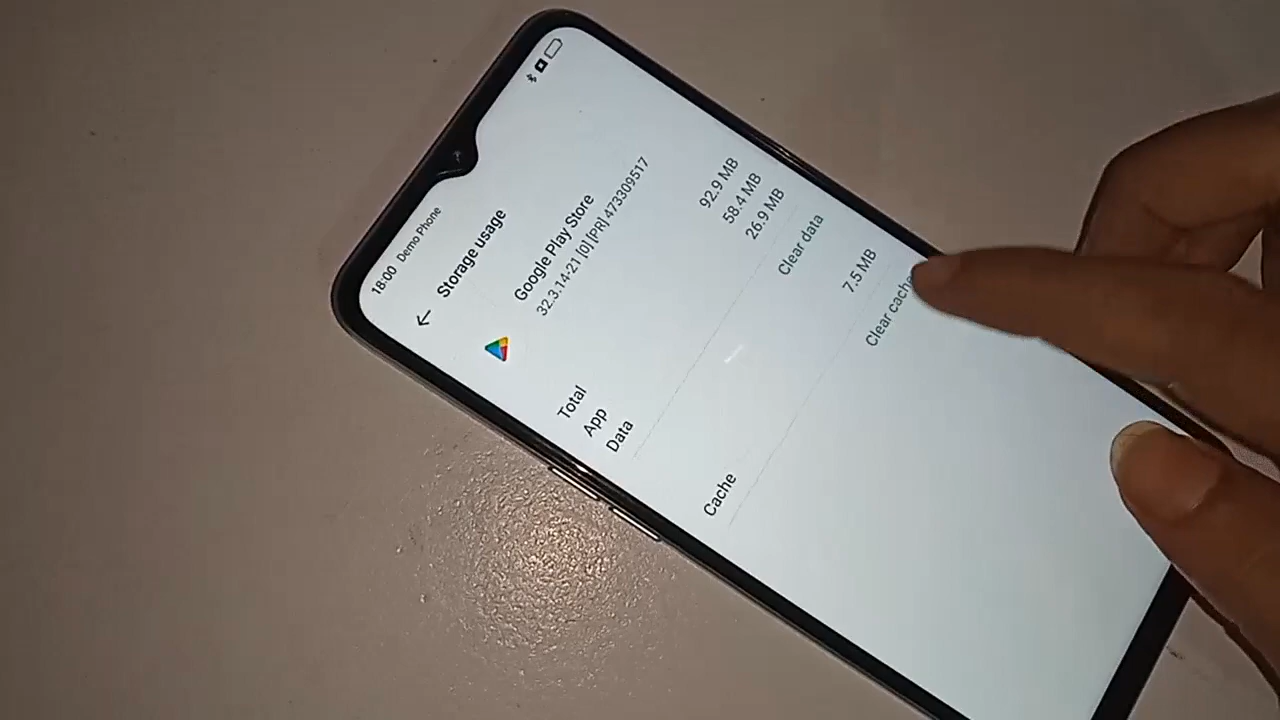 18:00 Demo Phone
← Storage usage
Google Play Store
32.3.14-21 [0] [PR] 473309517
Total 92.9 MB
App 58.4 MB
Data 26.9 MB
Clear data
Cache 7.5 MB
Clear cache